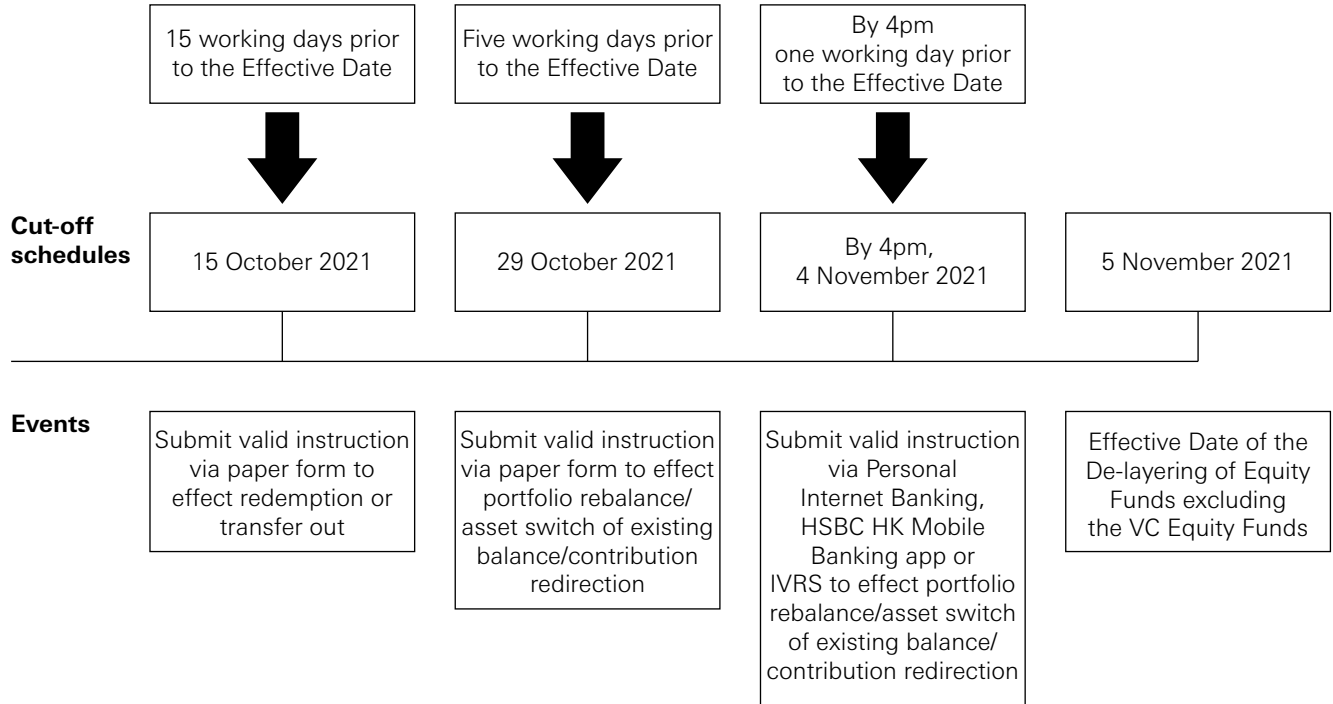 15 working days prior
to the Effective Date
Five working days prior
to the Effective Date
By 4pm
one working day prior
to the Effective Date
Cut-off
schedules
15 October 2021
29 October 2021
By 4pm,
4 November 2021
5 November 2021
Events
Submit valid instruction
via paper form to
effect redemption or
transfer out
Submit valid instruction
via paper form to effect
portfolio rebalance/
asset switch of existing
balance/contribution
redirection
Submit valid instruction
via Personal
Internet Banking,
HSBC HK Mobile
Banking app or
IVRS to effect portfolio
rebalance/asset switch
of existing balance/
contribution redirection
Effective Date of the
De-layering of Equity
Funds excluding
the VC Equity Funds